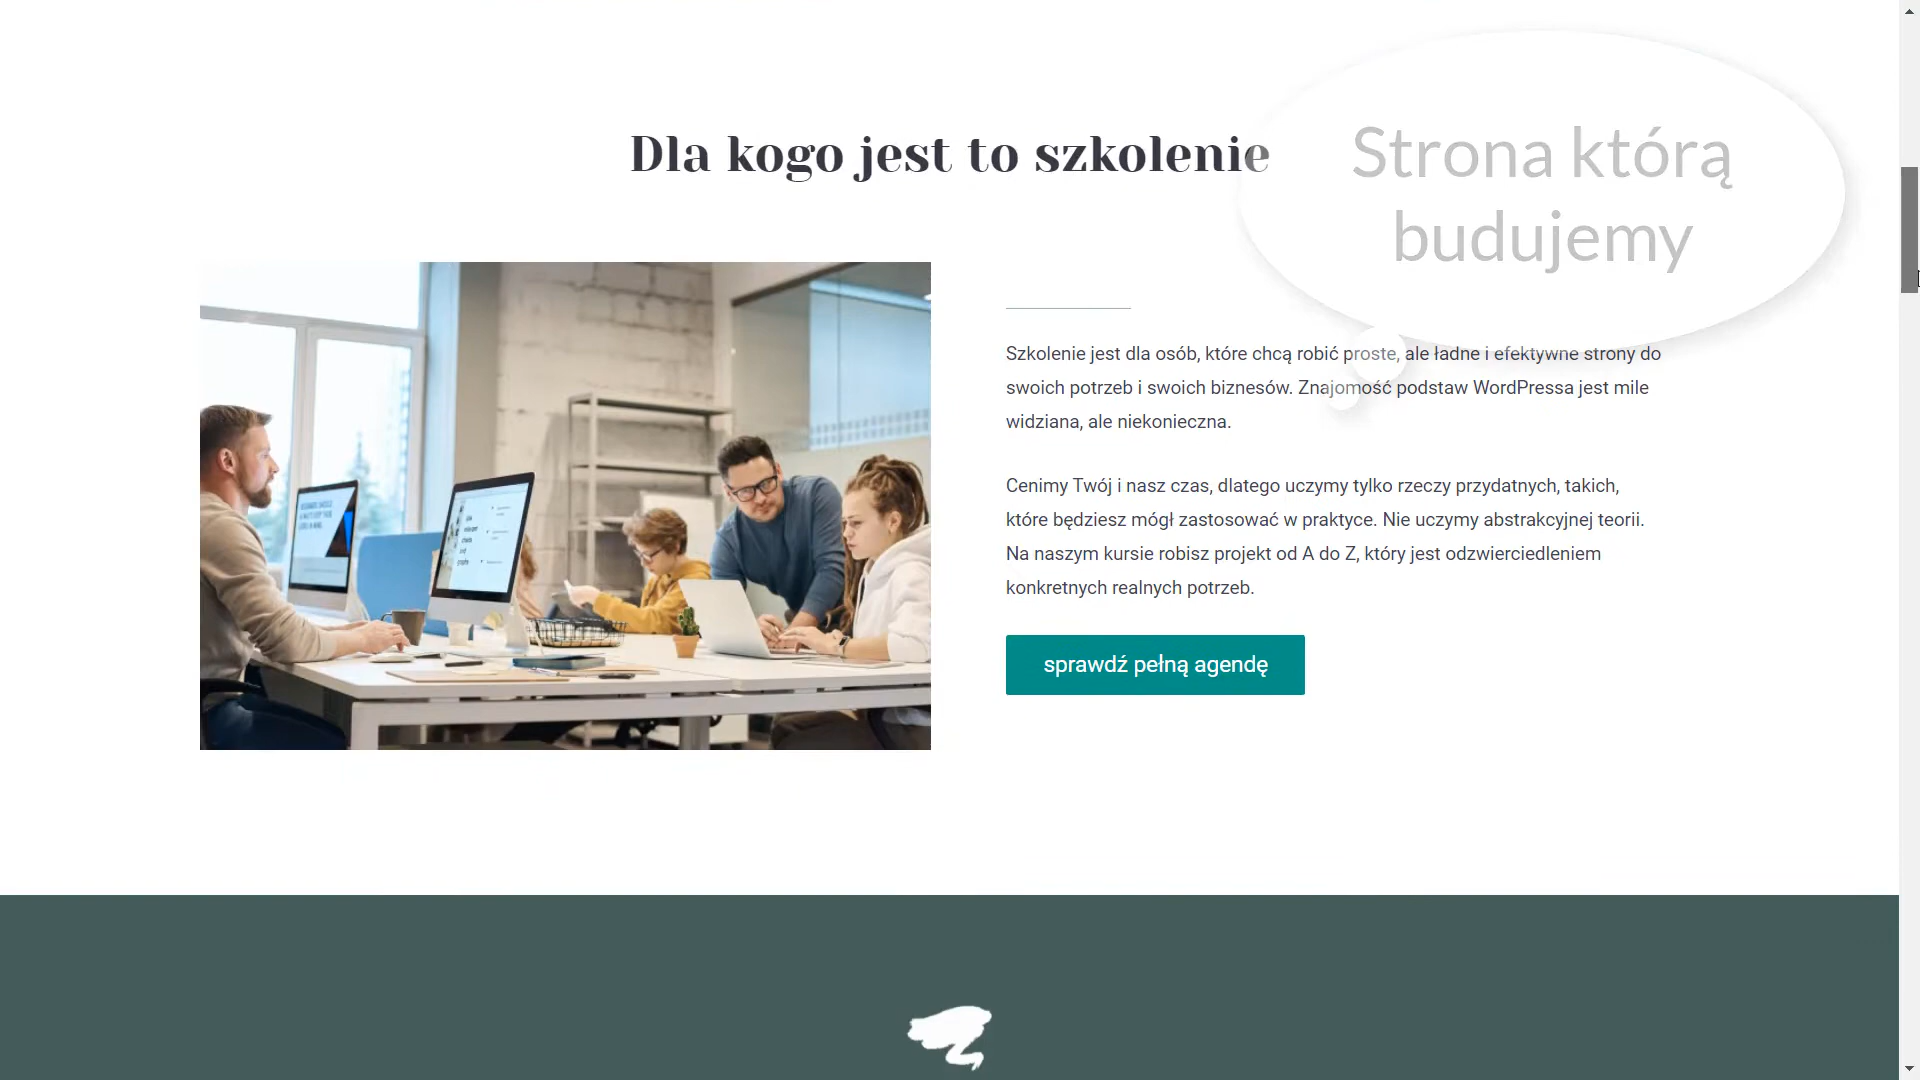 Dla kogo jest to szkolenie
Strona którą
budujemy
Szkolenie jest dla osób, które chcą robić proste, ale ładne i efektywne strony do
swoich potrzeb i swoich biznesów. Znajomość podstaw WordPressa jest mile
widziana, ale niekonieczna.
Cenimy Twój i nasz czas, dlatego uczymy tylko rzeczy przydatnych, takich,
które będziesz mógł zastosować w praktyce. Nie uczymy abstrakcyjnej teorii.
Na naszym kursie robisz projekt od A do Z, który jest odzwierciedleniem
konkretnych realnych potrzeb.
sprawdź pełną agendę